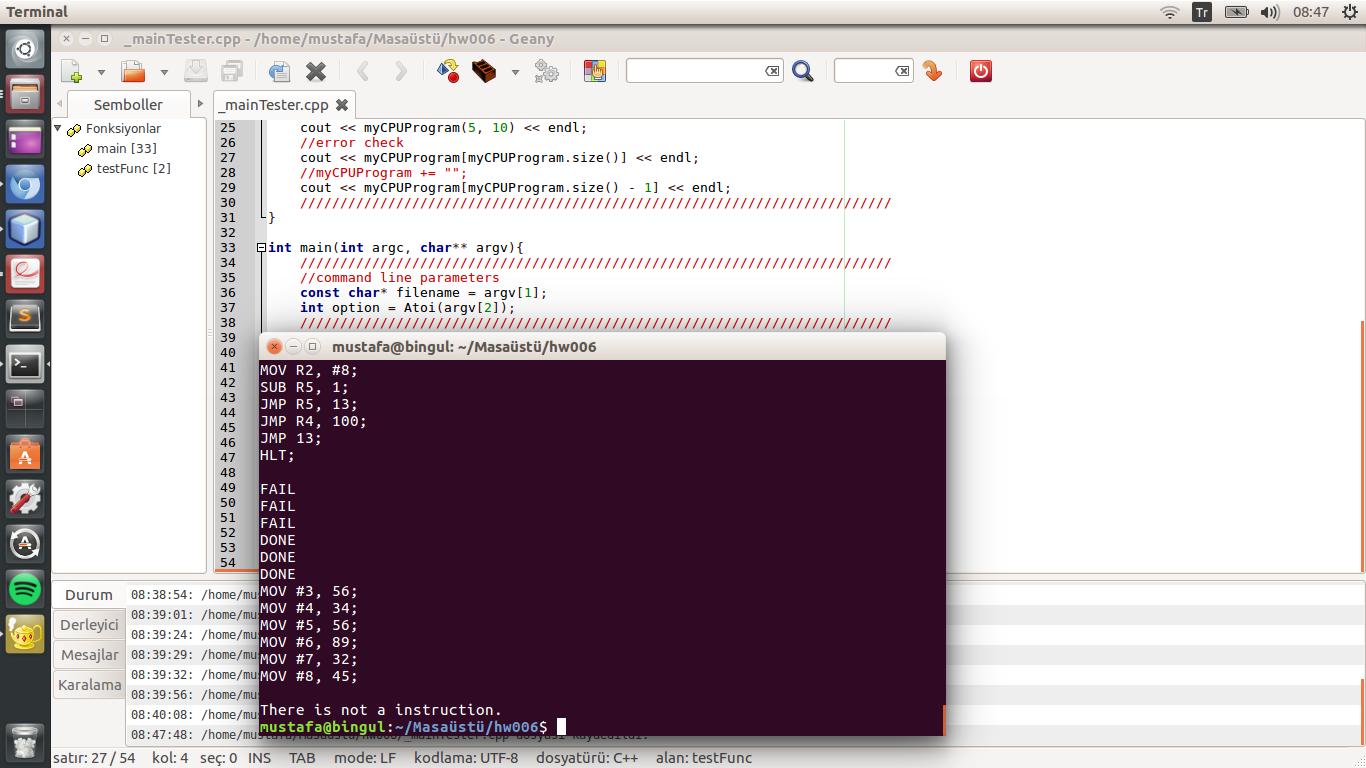 Terminal
Tr
08:47
_mainTester.cpp - /home/mustafa/Masaüstü/hw006 - Geany
Semboller
_mainTester.cpp
Fonksiyonlar
main [33]
testFunc [2]
25 cout << myCPUProgram(5, 10) << endl;
26 //error check
27 cout << myCPUProgram[myCPUProgram.size()] << endl;
28 //myCPUProgram += "";
29 cout << myCPUProgram[myCPUProgram.size() - 1] << endl;
30 //////////////////////////////////////////////////////////////////////////
31 }
32
33 int main(int argc, char** argv){
34 //////////////////////////////////////////////////////////////////////////
35 //command line parameters
36 const char* filename = argv[1];
37 int option = Atoi(argv[2]);
38 //////////////////////////////////////////////////////////////////////////
39
40
41
42
43
44
45
46
47
48
49
50
51
52
53
54
mustafa@bingul: ~/Masaüstü/hw006
MOV R2, #8;
SUB R5, 1;
JMP R5, 13;
JMP R4, 100;
JMP 13;
HLT;
FAIL
FAIL
FAIL
DONE
DONE
DONE
MOV #3, 56;
MOV #4, 34;
MOV #5, 56;
MOV #6, 89;
MOV #7, 32;
MOV #8, 45;
There is not a instruction.
mustafa@bingul:~/Masaüstü/hw006$
Durum
Derleyici
Mesajlar
Karalama
08:38:54: /home/mu
08:39:01: /home/mu
08:39:24: /home/mu
08:39:29: /home/mu
08:39:32: /home/mu
08:39:56: /home/mu
08:40:08: /home/mu
08:47:48: /home/mustafa/Masaüstü/hw006/_mainTester.cpp dosyası kaydedildi.
satır: 27 / 54 kol: 4 seç: 0 INS TAB mode: LF kodlama: UTF-8 dosyatürü: C++ alan: testFunc